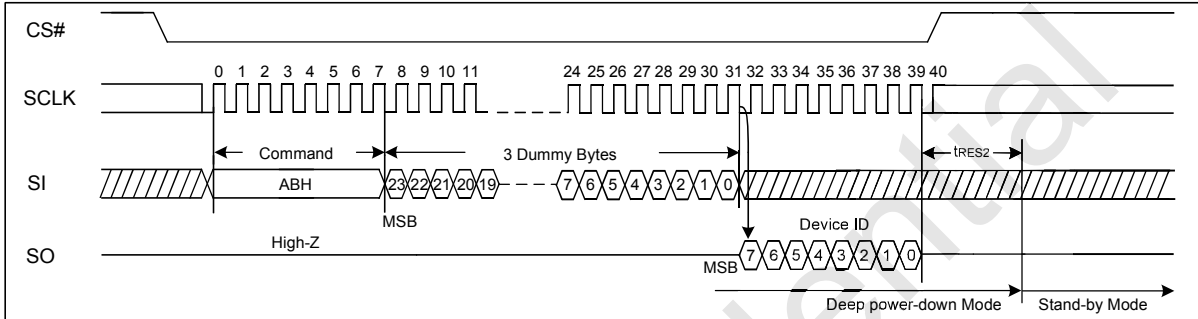 CS#
0 1 2 3 4 5 6 7 8 9 10 11 24 25 26 27 28 29 30 31 32 33 34 35 36 37 38 39 40
SCLK
Command 3 Dummy Bytes tRES2
SI ABH 23 22 21 20 19 7 6 5 4 3 2 1 0
MSB
High-Z Device ID
SO MSB 7 6 5 4 3 2 1 0
Deep power-down Mode Stand-by Mode